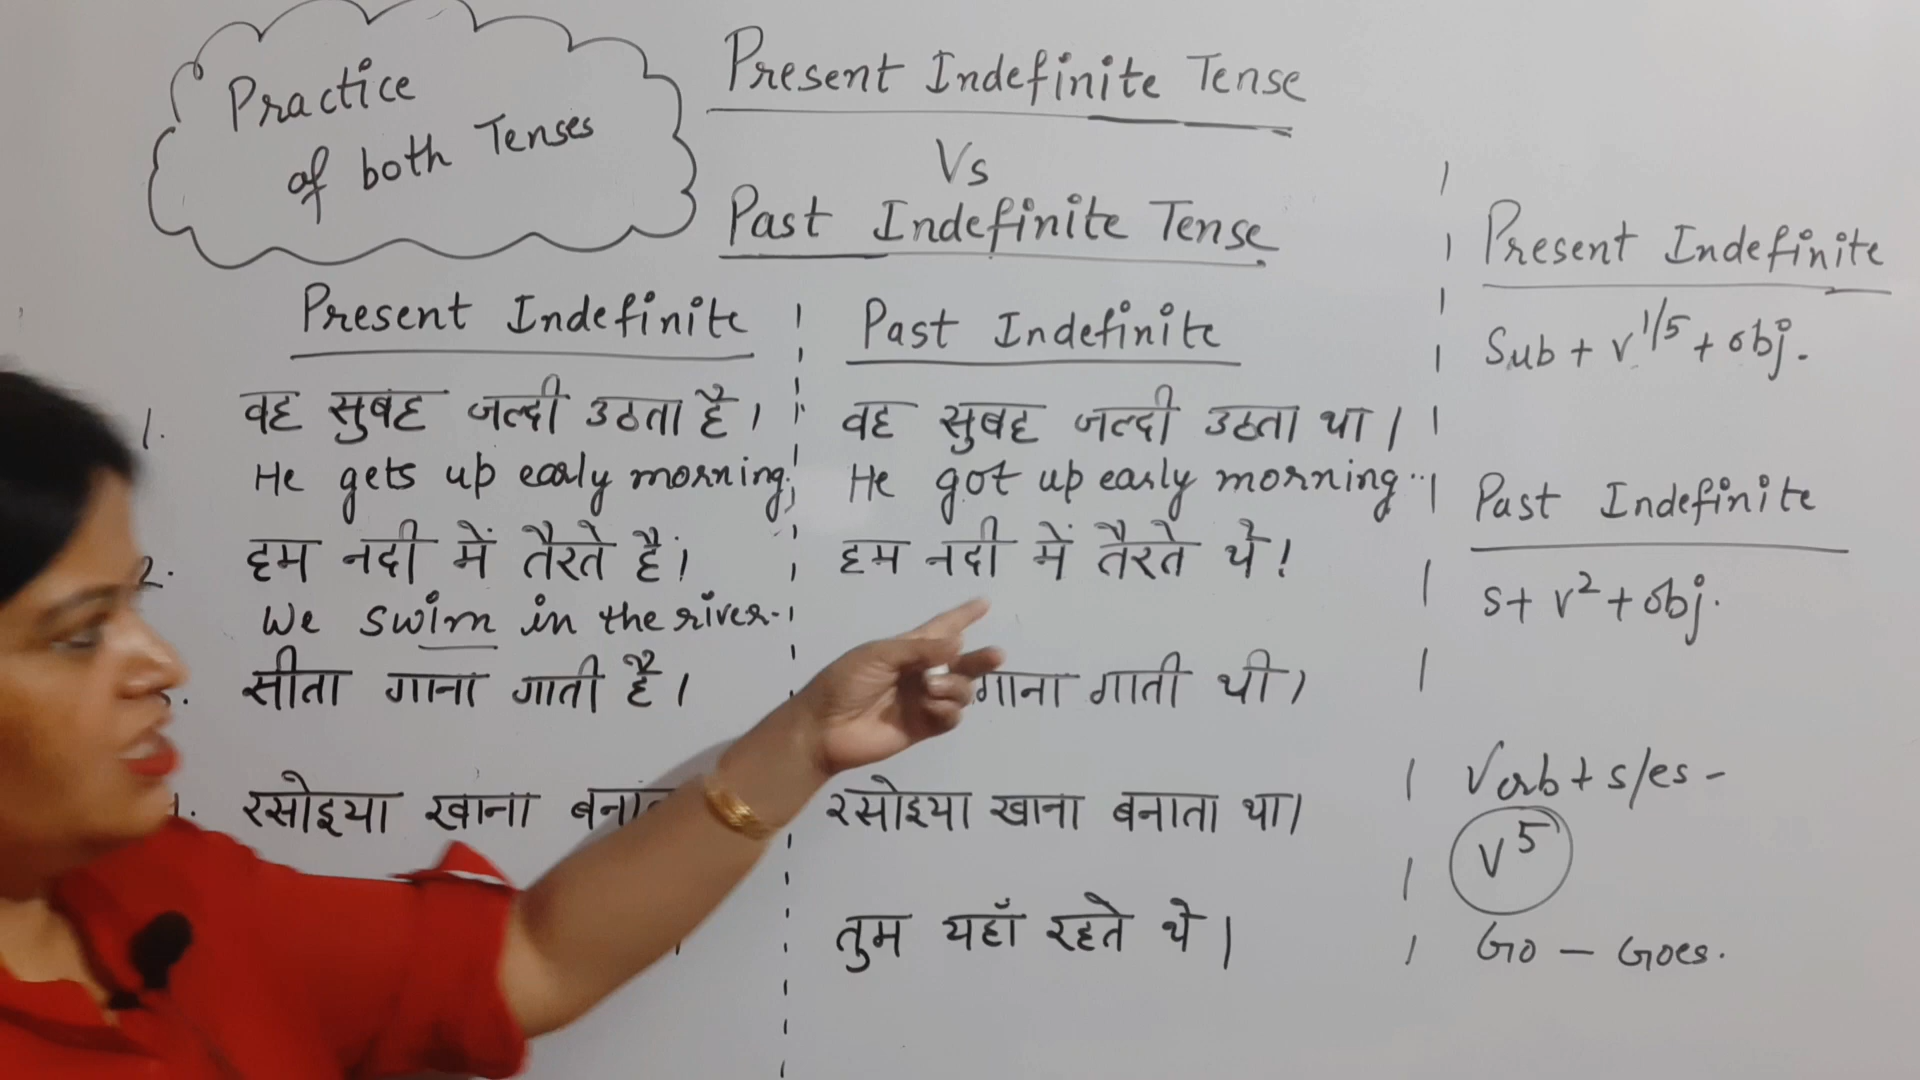 Practice
of both Tenses
Present Indefinite Tense
Vs
Past Indefinite Tense
Present Indefinite
1. वह सुबह जल्दी उठता है।
He gets up early morning.
2. हम नदी में तैरते हैं।
We swim in the river.
सीता गाना गाती है।
रसोइया खाना
Past Indefinite
वह सुबह जल्दी उठता था।
He got up early morning.
हम नदी में तैरते थे।
गाना गाती थी।
रसोइया खाना बनाता था।
तुम यहाँ रहते थे।
Present Indefinite
Sub + v 1/5 + obj.
Past Indefinite
S + v² + obj.
Verb + s/es -
V⁵
Go - Goes.